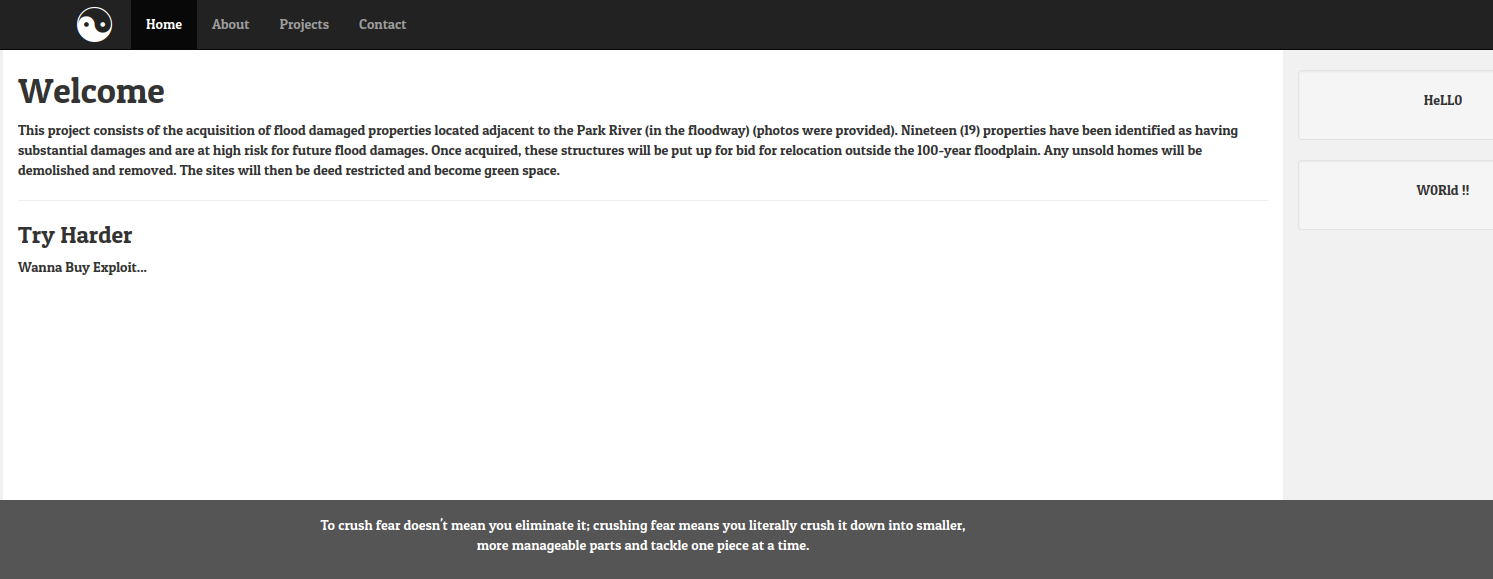 Home About Projects Contact
Welcome
This project consists of the acquisition of flood damaged properties located adjacent to the Park River (in the floodway) (photos were provided). Nineteen (19) properties have been identified as having
substantial damages and are at high risk for future flood damages. Once acquired, these structures will be put up for bid for relocation outside the 100-year floodplain. Any unsold homes will be
demolished and removed. The sites will then be deed restricted and become green space.
Try Harder
Wanna Buy Exploit...
HeLL0
W0Rld !!
To crush fear doesn't mean you eliminate it; crushing fear means you literally crush it down into smaller,
more manageable parts and tackle one piece at a time.